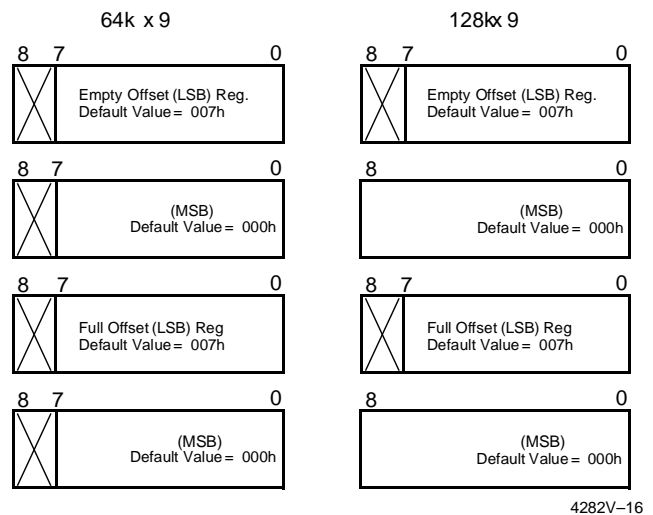 64k x 9
8 7 0
Empty Offset (LSB) Reg.
Default Value = 007h
8 7 0
(MSB)
Default Value = 000h
8 7 0
Full Offset (LSB) Reg
Default Value = 007h
8 7 0
(MSB)
Default Value = 000h
128kx 9
8 7 0
Empty Offset (LSB) Reg.
Default Value = 007h
8 0
(MSB)
Default Value = 000h
8 7 0
Full Offset (LSB) Reg
Default Value = 007h
8 0
(MSB)
Default Value = 000h
4282V–16